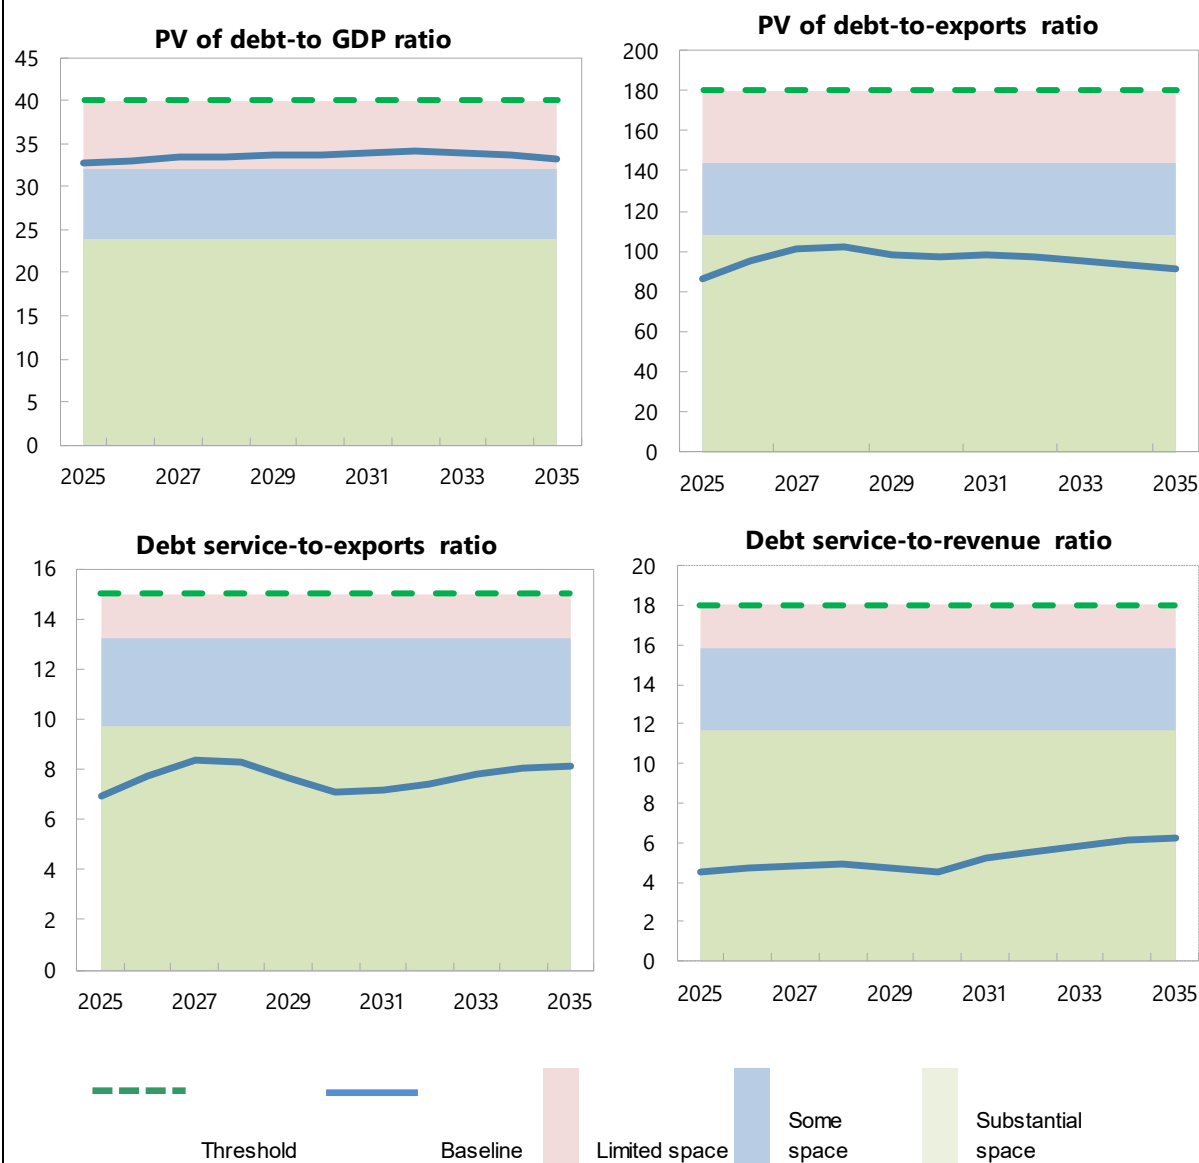 PV of debt-to GDP ratio
45
40
35
30
25
20
15
10
5
0
2025 2027 2029 2031 2033 2035
PV of debt-to-exports ratio
200
180
160
140
120
100
80
60
40
20
0
2025 2027 2029 2031 2033 2035
Debt service-to-exports ratio
16
14
12
10
8
6
4
2
0
2025 2027 2029 2031 2033 2035
Debt service-to-revenue ratio
20
18
16
14
12
10
8
6
4
2
0
2025 2027 2029 2031 2033 2035
Threshold
Baseline
Limited space
Some
space
Substantial
space